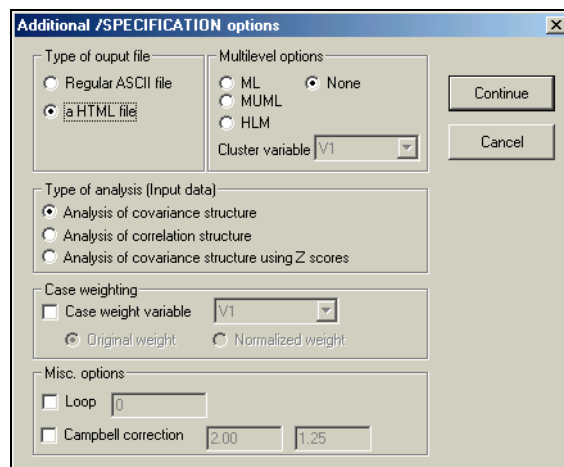 Additional /SPECIFICATION options
Type of ouput file
Regular ASCII file
a HTML file
Multilevel options
ML
None
MUML
HLM
Cluster variable V1
Continue
Cancel
Type of analysis (Input data)
Analysis of covariance structure
Analysis of correlation structure
Analysis of covariance structure using Z scores
Case weighting
Case weight variable V1
Original weight Normalized weight
Misc. options
Loop 0
Campbell correction 2.00 1.25